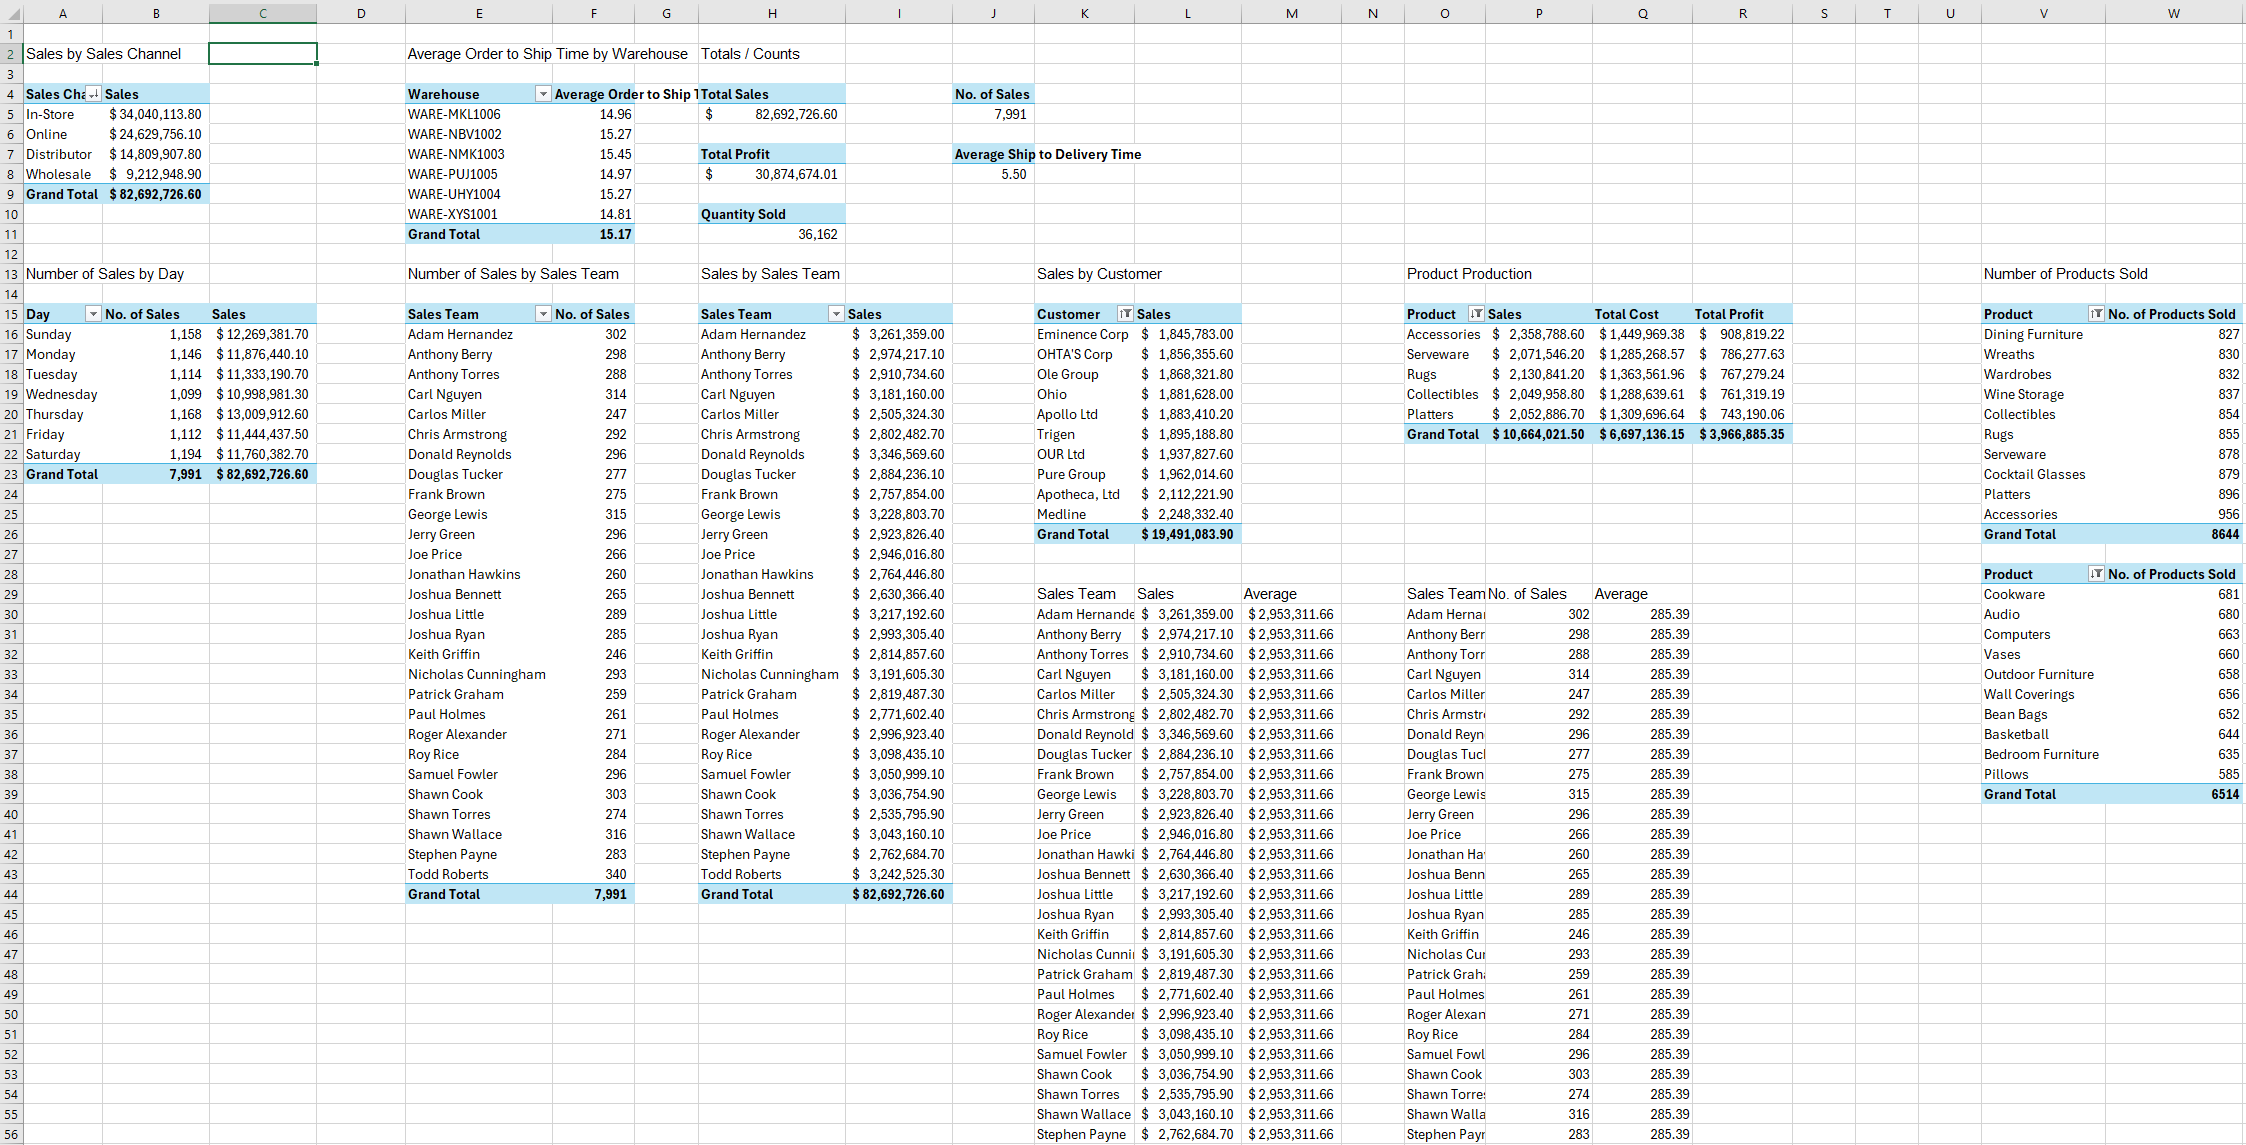 A B C D E F G H I J K L M N O P Q R S T U V W
1
2 Sales by Sales Channel Average Order to Ship Time by Warehouse Totals / Counts
3
4 Sales Cha Sales Warehouse Average Order to Ship T Total Sales No. of Sales
5 In-Store $ 34,040,113.80 WARE-MKL1006 14.96 $ 82,692,726.60 7,991
6 Online $ 24,629,756.10 WARE-NBV1002 15.27
7 Distributor $ 14,809,907.80 WARE-NMK1003 15.45 Total Profit Average Ship to Delivery Time
8 Wholesale $ 9,212,948.90 WARE-PUJ1005 14.97 $ 30,874,674.01 5.50
9 Grand Total $ 82,692,726.60 WARE-UHY1004 15.27
10 WARE-XYS1001 14.81 Quantity Sold
11 Grand Total 15.17 36,162
12
13 Number of Sales by Day Number of Sales by Sales Team Sales by Sales Team Sales by Customer Product Production Number of Products Sold
14
15 Day No. of Sales Sales Sales Team No. of Sales Sales Team Sales Customer Sales Product Sales Total Cost Total Profit Product No. of Products Sold
16 Sunday 1,158 $ 12,269,381.70 Adam Hernandez 302 Adam Hernandez $ 3,261,359.00 Eminence Corp $ 1,845,783.00 Accessories $ 2,358,788.60 $ 1,449,969.38 $ 908,819.22 Dining Furniture 827
17 Monday 1,146 $ 11,876,440.10 Anthony Berry 298 Anthony Berry $ 2,974,217.10 OHTA'S Corp $ 1,856,355.60 Serveware $ 2,071,546.20 $ 1,285,268.57 $ 786,277.63 Wreaths 830
18 Tuesday 1,114 $ 11,333,190.70 Anthony Torres 288 Anthony Torres $ 2,910,734.60 Ole Group $ 1,868,321.80 Rugs $ 2,130,841.20 $ 1,363,561.96 $ 767,279.24 Wardrobes 832
19 Wednesday 1,099 $ 10,998,981.30 Carl Nguyen 314 Carl Nguyen $ 3,181,160.00 Ohio $ 1,881,628.00 Collectibles $ 2,049,958.80 $ 1,288,639.61 $ 761,319.19 Wine Storage 837
20 Thursday 1,168 $ 13,009,912.60 Carlos Miller 247 Carlos Miller $ 2,505,324.30 Apollo Ltd $ 1,883,410.20 Platters $ 2,052,886.70 $ 1,309,696.64 $ 743,190.06 Collectibles 854
21 Friday 1,112 $ 11,444,437.50 Chris Armstrong 292 Chris Armstrong $ 2,802,482.70 Trigen $ 1,895,188.80 Grand Total $ 10,664,021.50 $ 6,697,136.15 $ 3,966,885.35 Rugs 855
22 Saturday 1,194 $ 11,760,382.70 Donald Reynolds 296 Donald Reynolds $ 3,346,569.60 OUR Ltd $ 1,937,827.60 Serveware 878
23 Grand Total 7,991 $ 82,692,726.60 Douglas Tucker 277 Douglas Tucker $ 2,884,236.10 Pure Group $ 1,962,014.60 Cocktail Glasses 879
24 Frank Brown 275 Frank Brown $ 2,757,854.00 Apotheca, Ltd $ 2,112,221.90 Platters 896
25 George Lewis 315 George Lewis $ 3,228,803.70 Medline $ 2,248,332.40 Accessories 956
26 Jerry Green 296 Jerry Green $ 2,923,826.40 Grand Total $ 19,491,083.90 Grand Total 8644
27 Joe Price 266 Joe Price $ 2,946,016.80
28 Jonathan Hawkins 260 Jonathan Hawkins $ 2,764,446.80 Product No. of Products Sold
29 Joshua Bennett 265 Joshua Bennett $ 2,630,366.40 Sales Team Sales Average Sales Team No. of Sales Average Cookware 681
30 Joshua Little 289 Joshua Little $ 3,217,192.60 Adam Hernande $ 3,261,359.00 $ 2,953,311.66 Adam Hernar 302 285.39 Audio 680
31 Joshua Ryan 285 Joshua Ryan $ 2,993,305.40 Anthony Berry $ 2,974,217.10 $ 2,953,311.66 Anthony Berr 298 285.39 Computers 663
32 Keith Griffin 246 Keith Griffin $ 2,814,857.60 Anthony Torres $ 2,910,734.60 $ 2,953,311.66 Anthony Torr 288 285.39 Vases 660
33 Nicholas Cunningham 293 Nicholas Cunningham $ 3,191,605.30 Carl Nguyen $ 3,181,160.00 $ 2,953,311.66 Carl Nguyen 314 285.39 Outdoor Furniture 658
34 Patrick Graham 259 Patrick Graham $ 2,819,487.30 Carlos Miller $ 2,505,324.30 $ 2,953,311.66 Carlos Miller 247 285.39 Wall Coverings 656
35 Paul Holmes 261 Paul Holmes $ 2,771,602.40 Chris Armstrong $ 2,802,482.70 $ 2,953,311.66 Chris Armstr 292 285.39 Bean Bags 652
36 Roger Alexander 271 Roger Alexander $ 2,996,923.40 Donald Reynold $ 3,346,569.60 $ 2,953,311.66 Donald Reyn 296 285.39 Basketball 644
37 Roy Rice 284 Roy Rice $ 3,098,435.10 Douglas Tucker $ 2,884,236.10 $ 2,953,311.66 Douglas Tucl 277 285.39 Bedroom Furniture 635
38 Samuel Fowler 296 Samuel Fowler $ 3,050,999.10 Frank Brown $ 2,757,854.00 $ 2,953,311.66 Frank Brown 275 285.39 Pillows 585
39 Shawn Cook 303 Shawn Cook $ 3,036,754.90 George Lewis $ 3,228,803.70 $ 2,953,311.66 George Lewis 315 285.39 Grand Total 6514
40 Shawn Torres 274 Shawn Torres $ 2,535,795.90 Jerry Green $ 2,923,826.40 $ 2,953,311.66 Jerry Green 296 285.39
41 Shawn Wallace 316 Shawn Wallace $ 3,043,160.10 Joe Price $ 2,946,016.80 $ 2,953,311.66 Joe Price 266 285.39
42 Stephen Payne 283 Stephen Payne $ 2,762,684.70 Jonathan Hawki $ 2,764,446.80 $ 2,953,311.66 Jonathan Ha 260 285.39
43 Todd Roberts 340 Todd Roberts $ 3,242,525.30 Joshua Bennett $ 2,630,366.40 $ 2,953,311.66 Joshua Benn 265 285.39
44 Grand Total 7,991 Grand Total $ 82,692,726.60 Joshua Little $ 3,217,192.60 $ 2,953,311.66 Joshua Little 289 285.39
45 Joshua Ryan $ 2,993,305.40 $ 2,953,311.66 Joshua Ryan 285 285.39
46 Keith Griffin $ 2,814,857.60 $ 2,953,311.66 Keith Griffin 246 285.39
47 Nicholas Cunni $ 3,191,605.30 $ 2,953,311.66 Nicholas Cu 293 285.39
48 Patrick Graham $ 2,819,487.30 $ 2,953,311.66 Patrick Grah 259 285.39
49 Paul Holmes $ 2,771,602.40 $ 2,953,311.66 Paul Holmes 261 285.39
50 Roger Alexander $ 2,996,923.40 $ 2,953,311.66 Roger Alexan 271 285.39
51 Roy Rice $ 3,098,435.10 $ 2,953,311.66 Roy Rice 284 285.39
52 Samuel Fowler $ 3,050,999.10 $ 2,953,311.66 Samuel Fowl 296 285.39
53 Shawn Cook $ 3,036,754.90 $ 2,953,311.66 Shawn Cook 303 285.39
54 Shawn Torres $ 2,535,795.90 $ 2,953,311.66 Shawn Torre 274 285.39
55 Shawn Wallace $ 3,043,160.10 $ 2,953,311.66 Shawn Walla 316 285.39
56 Stephen Payne $ 2,762,684.70 $ 2,953,311.66 Stephen Payr 283 285.39